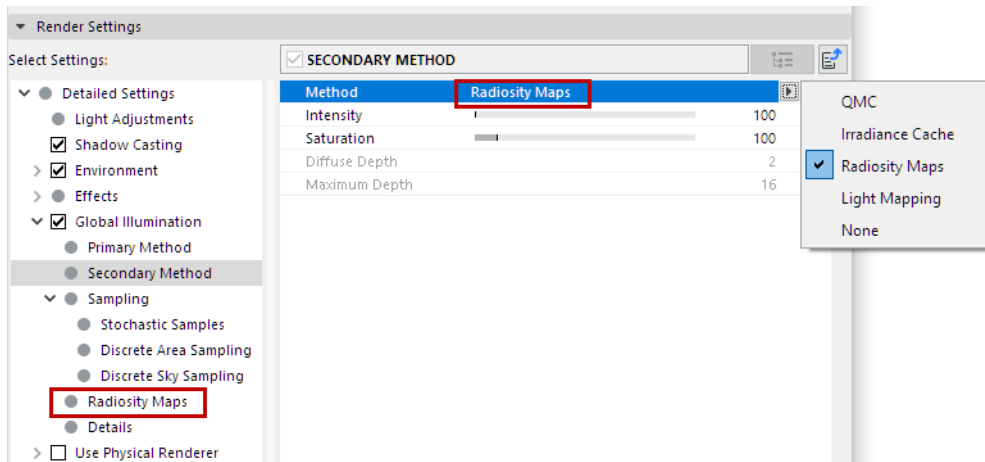 Render Settings
Select Settings:
Detailed Settings
Light Adjustments
Shadow Casting
Environment
Effects
Global Illumination
Primary Method
Secondary Method
Sampling
Stochastic Samples
Discrete Area Sampling
Discrete Sky Sampling
Radiosity Maps
Details
Use Physical Renderer
SECONDARY METHOD
Method Radiosity Maps
Intensity 100
Saturation 100
Diffuse Depth 2
Maximum Depth 16
QMC
Irradiance Cache
Radiosity Maps
Light Mapping
None